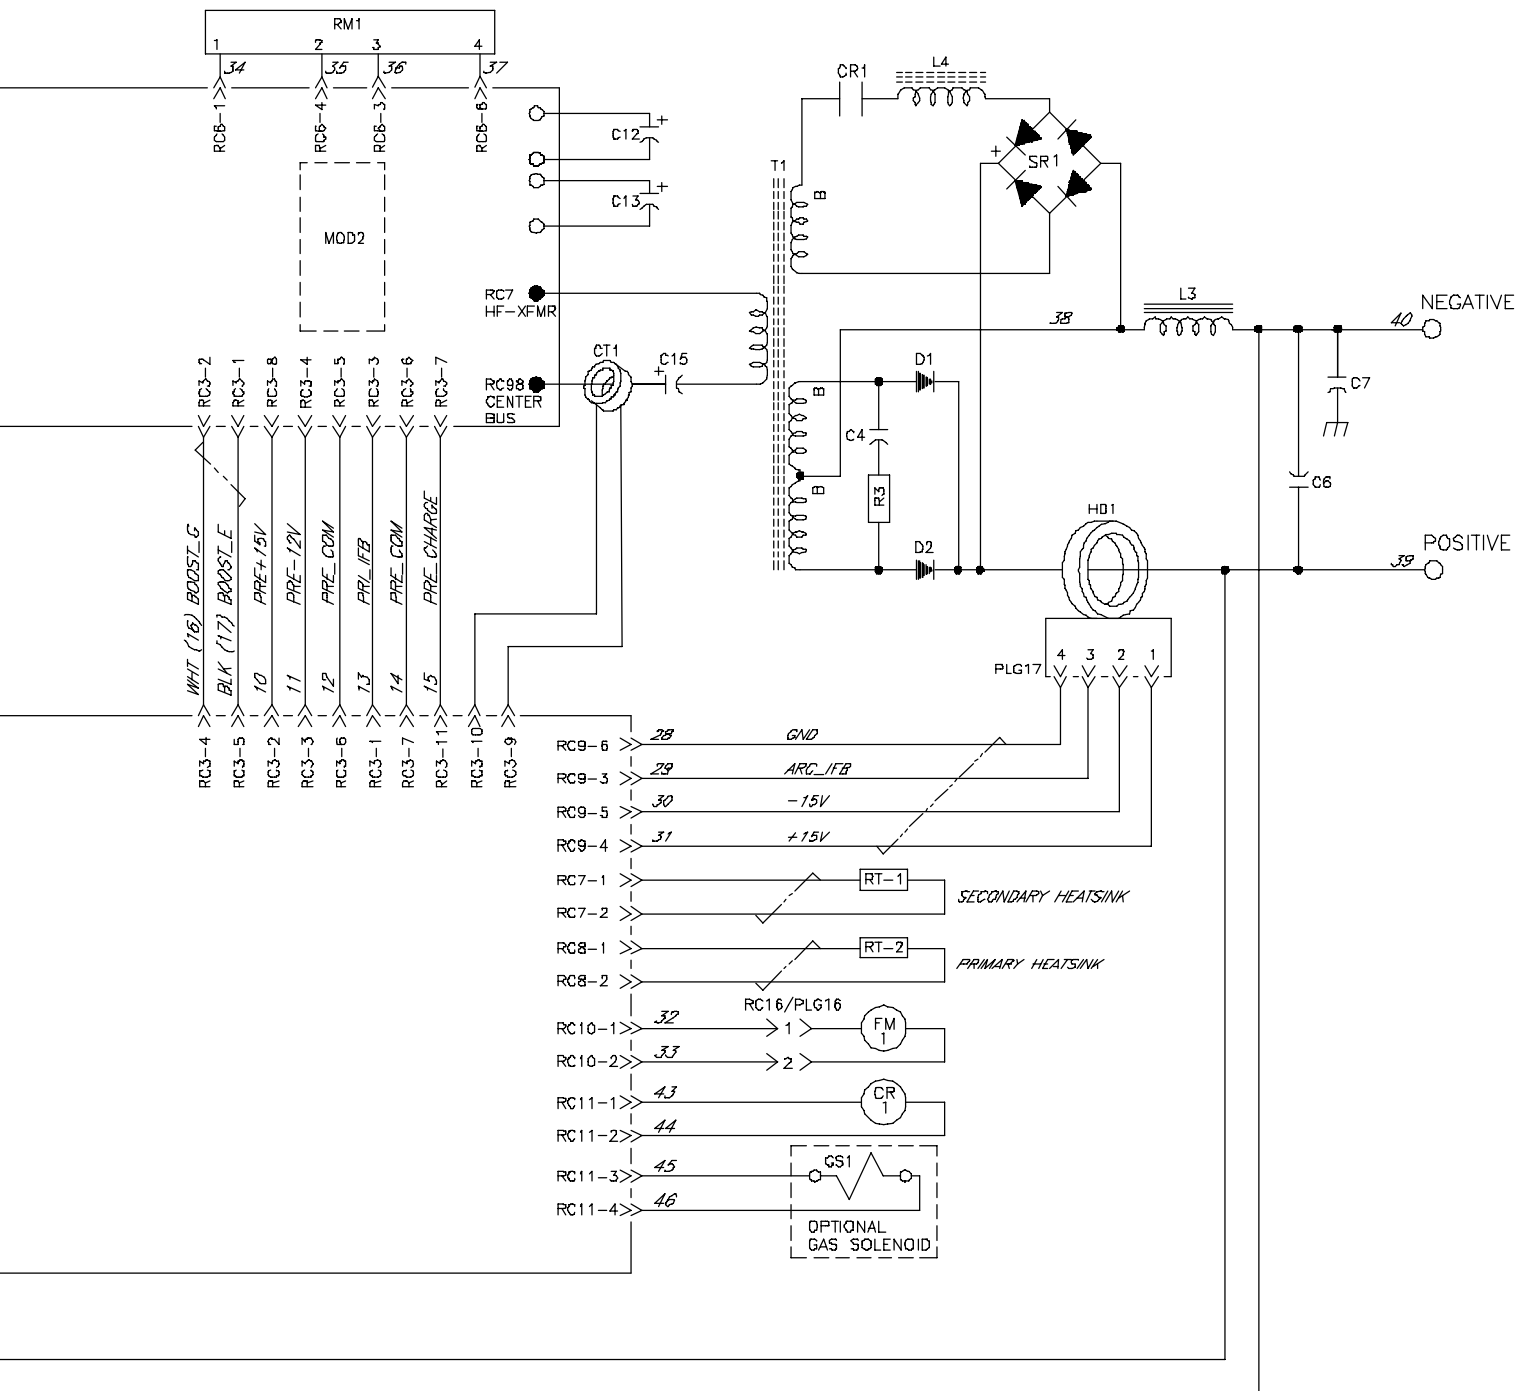 RM1
1 2 3 4
34 35 36 37
RC6-1 RC6-4 RC6-3 RC6-6
C12 +
C13 +
MOD2
RC7
HF-XFMR
RC98
CENTER
BUS
CT1
+ C15
T1
CR1
L4
B
+ SR1
38
L3
40 NEGATIVE
D1
B
C4
C7
R3
B
C6
D2
HD1
39 POSITIVE
PLG17 4 3 2 1
RC3-2 RC3-1 RC3-8 RC3-4 RC3-5 RC3-3 RC3-6 RC3-7
WHT (16) BOOST_G
BLK (17) BOOST_E
10 PRE+15V
11 PRE-12V
12 PRE_COM
13 PRI_IFB
14 PRE_COM
15 PRE_CHARGE
RC3-4 RC3-5 RC3-2 RC3-3 RC3-6 RC3-1 RC3-7 RC3-11 RC3-10 RC3-9
RC9-6 28 GND
RC9-3 29 ARC_IFB
RC9-5 30 -15V
RC9-4 31 +15V
RC7-1 RT-1
SECONDARY HEATSINK
RC7-2
RC8-1 RT-2
PRIMARY HEATSINK
RC8-2
RC16/PLG16
RC10-1 32 1 FM
1
RC10-2 33 2
RC11-1 43 CR
1
RC11-2 44
RC11-3 45 GS1
RC11-4 46
OPTIONAL
GAS SOLENOID